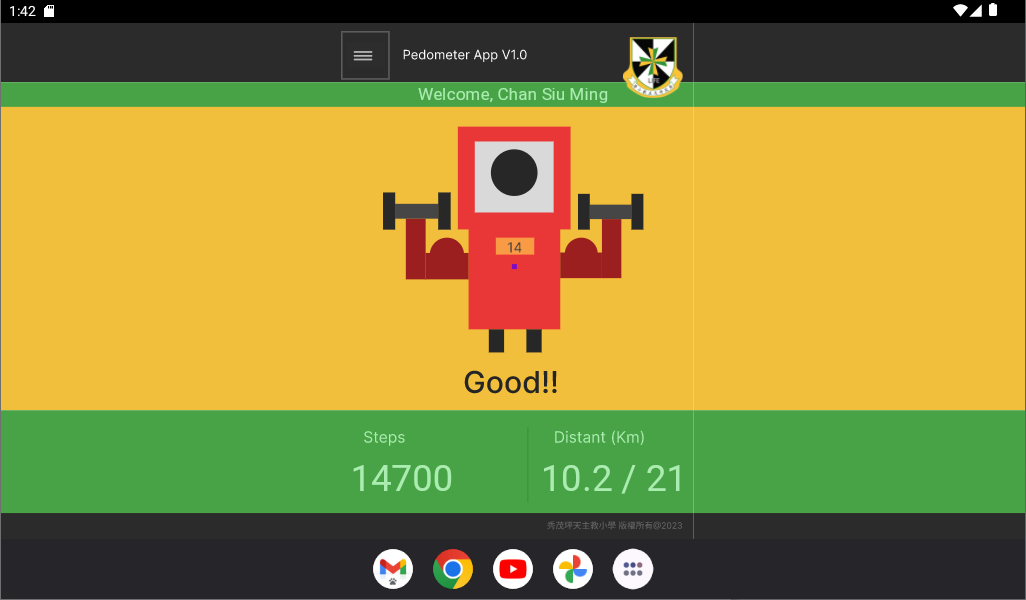 1:42
Pedometer App V1.0
LIFE
Welcome, Chan Siu Ming
14
Good!!
Steps
Distant (Km)
14700
10.2 / 21
秀茂坪天主教小學 版權所有@2023